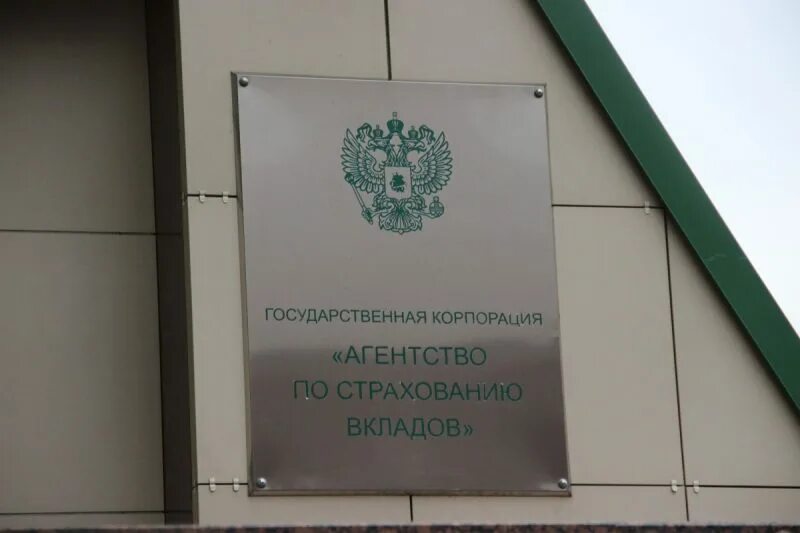 ГОСУДАРСТВЕННАЯ КОРПОРАЦИЯ
«АГЕНТСТВО
ПО СТРАХОВАНИЮ
ВКЛАДОВ»